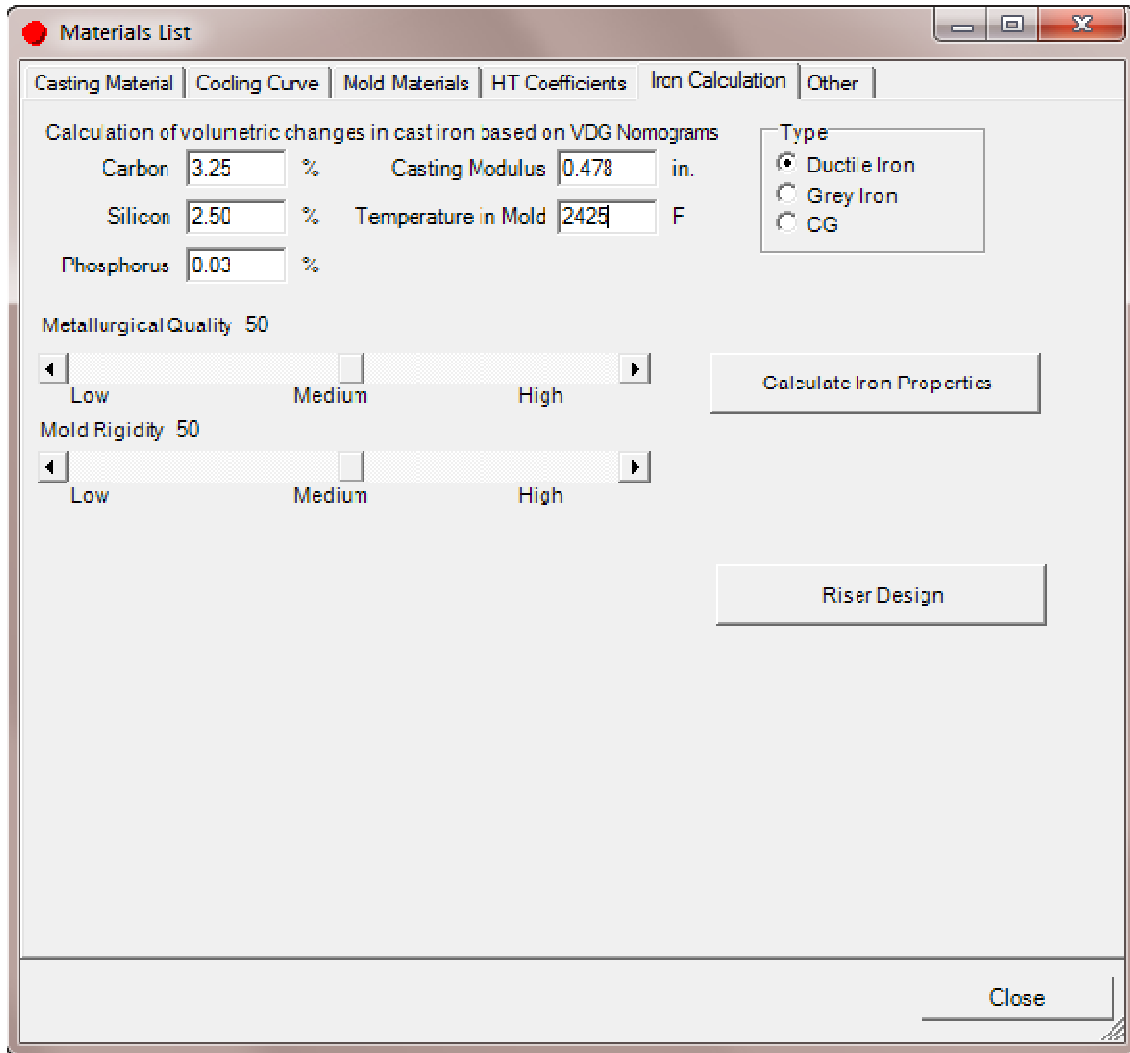 Materials List
Casting Material Cooling Curve Mold Materials HT Coefficients Iron Calculation Other
Calculation of volumetric changes in cast iron based on VDG Nomograms
Type
Carbon 3.25 % Casting Modulus 0.478 in.
Ductile Iron
Grey Iron
Silicon 2.50 % Temperature in Mold 2425 F
CG
Phosphorus 0.03 %
Metallurgical Quality 50
Low Medium High
Calculate Iron Properties
Mold Rigidity 50
Low Medium High
Riser Design
Close